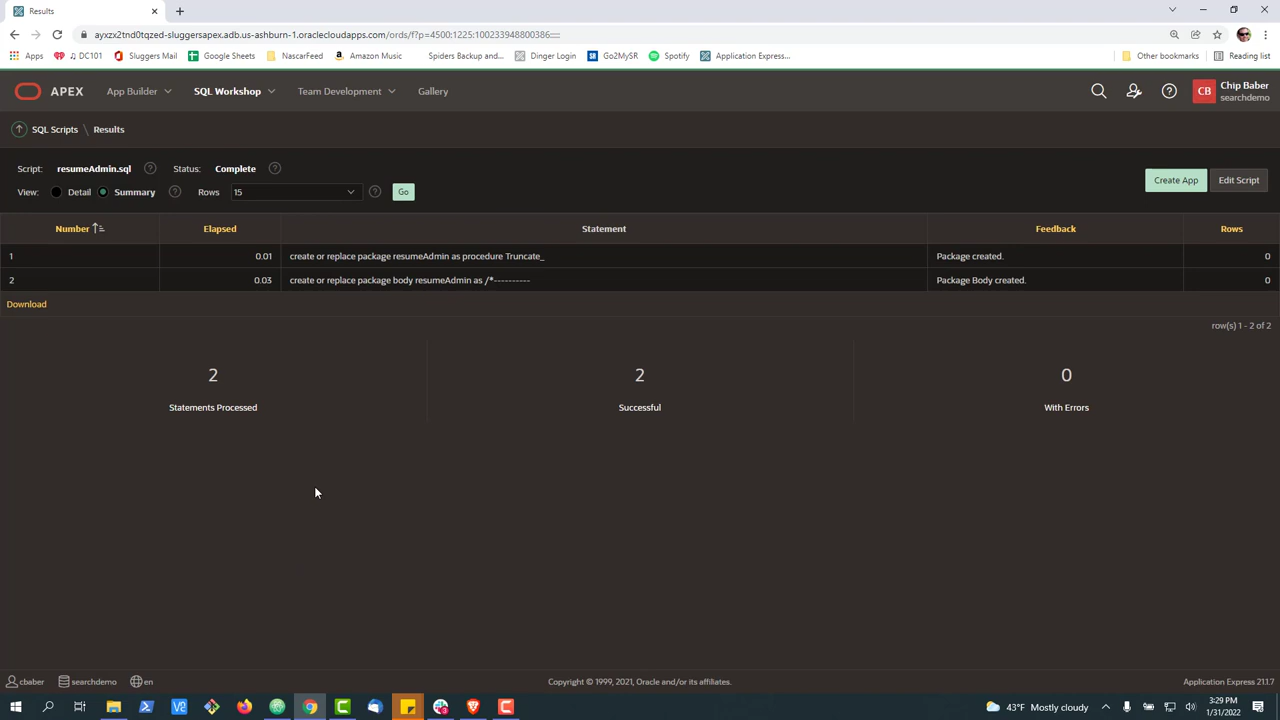 Results
ayxzx2tnd0tqzed-sluggersapex.adb.us-ashburn-1.oraclecloudapps.com/ords/f?p=4500:1225:100233948800386::::
Apps DC101 Sluggers Mail Google Sheets NascarFeed Amazon Music Spiders Backup and... Dinger Login Go2MySR Spotify Application Express... Other bookmarks Reading list
APEX App Builder SQL Workshop Team Development Gallery CB Chip Baber
searchdemo
SQL Scripts \ Results
Script: resumeAdmin.sql Status: Complete
View: Detail Summary Rows 15 Go
Create App Edit Script
Number Elapsed Statement Feedback Rows
1 0.01 create or replace package resumeAdmin as procedure Truncate_ Package created. 0
2 0.03 create or replace package body resumeAdmin as /*---------- Package Body created. 0
Download
row(s) 1 - 2 of 2
2 2 0
Statements Processed Successful With Errors
cbaber searchdemo en Copyright © 1999, 2021, Oracle and/or its affiliates. Application Express 21.1.7
43°F Mostly cloudy 3:29 PM
1/31/2022